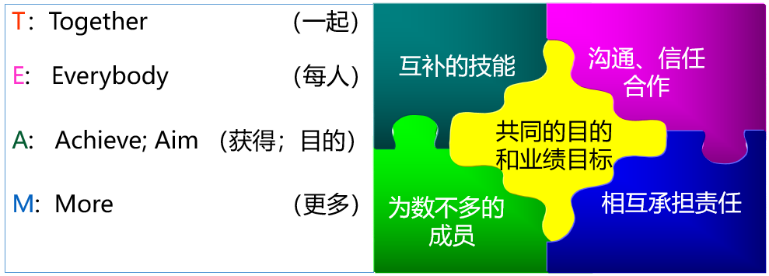 T： Together （一起）
E: Everybody （每人）
A: Achieve; Aim （获得；目的）
M: More （更多）
互补的技能
沟通、信任
合作
共同的目的
和业绩目标
为数不多的
成员
相互承担责任